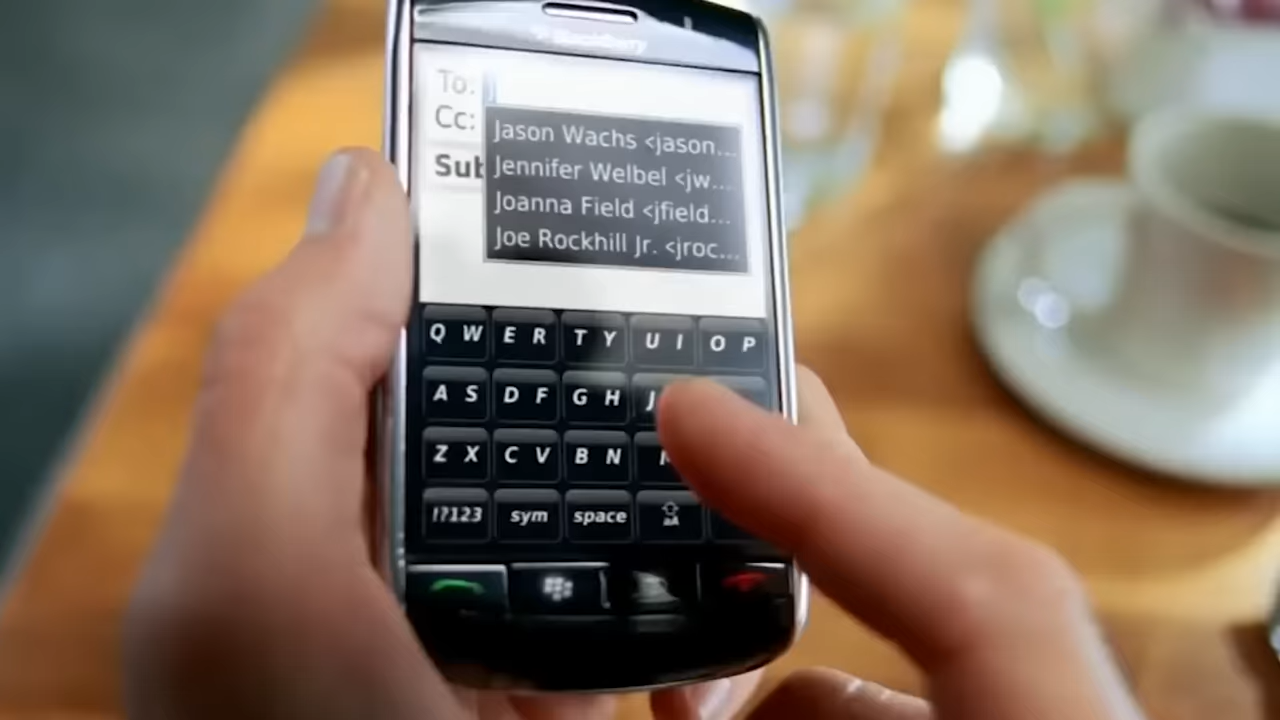 BlackBerry
To: j
Cc:
Sub
Jason Wachs <jason...
Jennifer Welbel <jw...
Joanna Field <jfield...
Joe Rockhill Jr. <jroc...
Q W E R T Y U I O P
A S D F G H J
Z X C V B N
!?123 sym space aA